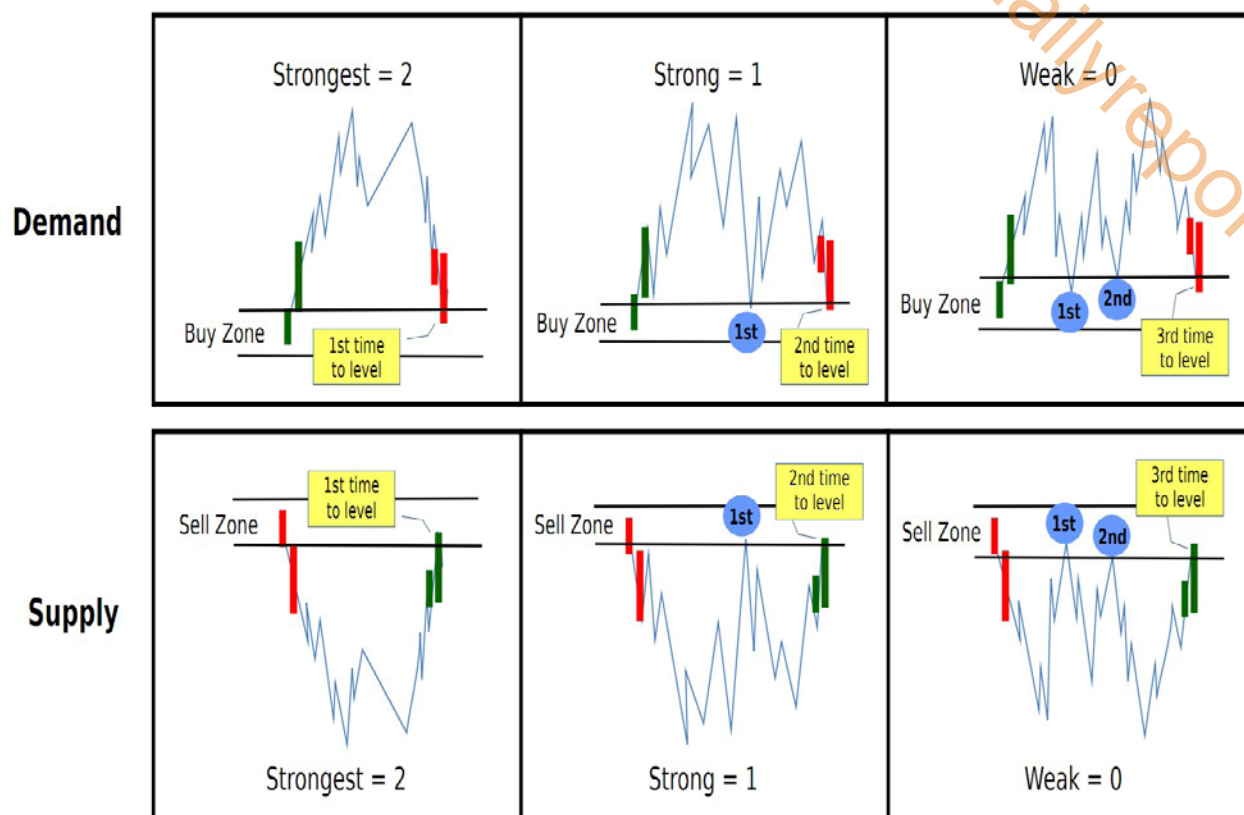 Strongest = 2
Strong = 1
Weak = 0
Demand
Buy Zone
1st time
to level
Buy Zone
1st
2nd time
to level
Buy Zone
1st
2nd
3rd time
to level
Supply
Sell Zone
1st time
to level
Sell Zone
1st
2nd time
to level
Sell Zone
1st
2nd
3rd time
to level
Strongest = 2
Strong = 1
Weak = 0